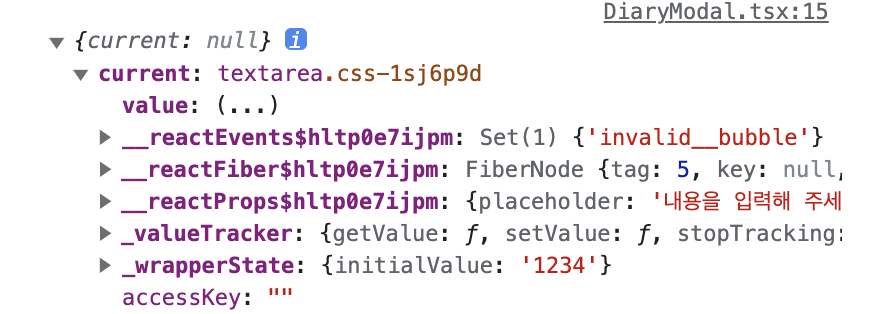 DiaryModal.tsx:15
▼ {current: null} i
▼ current: textarea.css-1sj6p9d
value: (...)
▶ __reactEvents$hltp0e7ijpm: Set(1) {'invalid__bubble'}
▶ __reactFiber$hltp0e7ijpm: FiberNode {tag: 5, key: null,
▶ __reactProps$hltp0e7ijpm: {placeholder: '내용을 입력해 주세
▶ _valueTracker: {getValue: ƒ, setValue: ƒ, stopTracking:
▶ _wrapperState: {initialValue: '1234'}
accessKey: ""